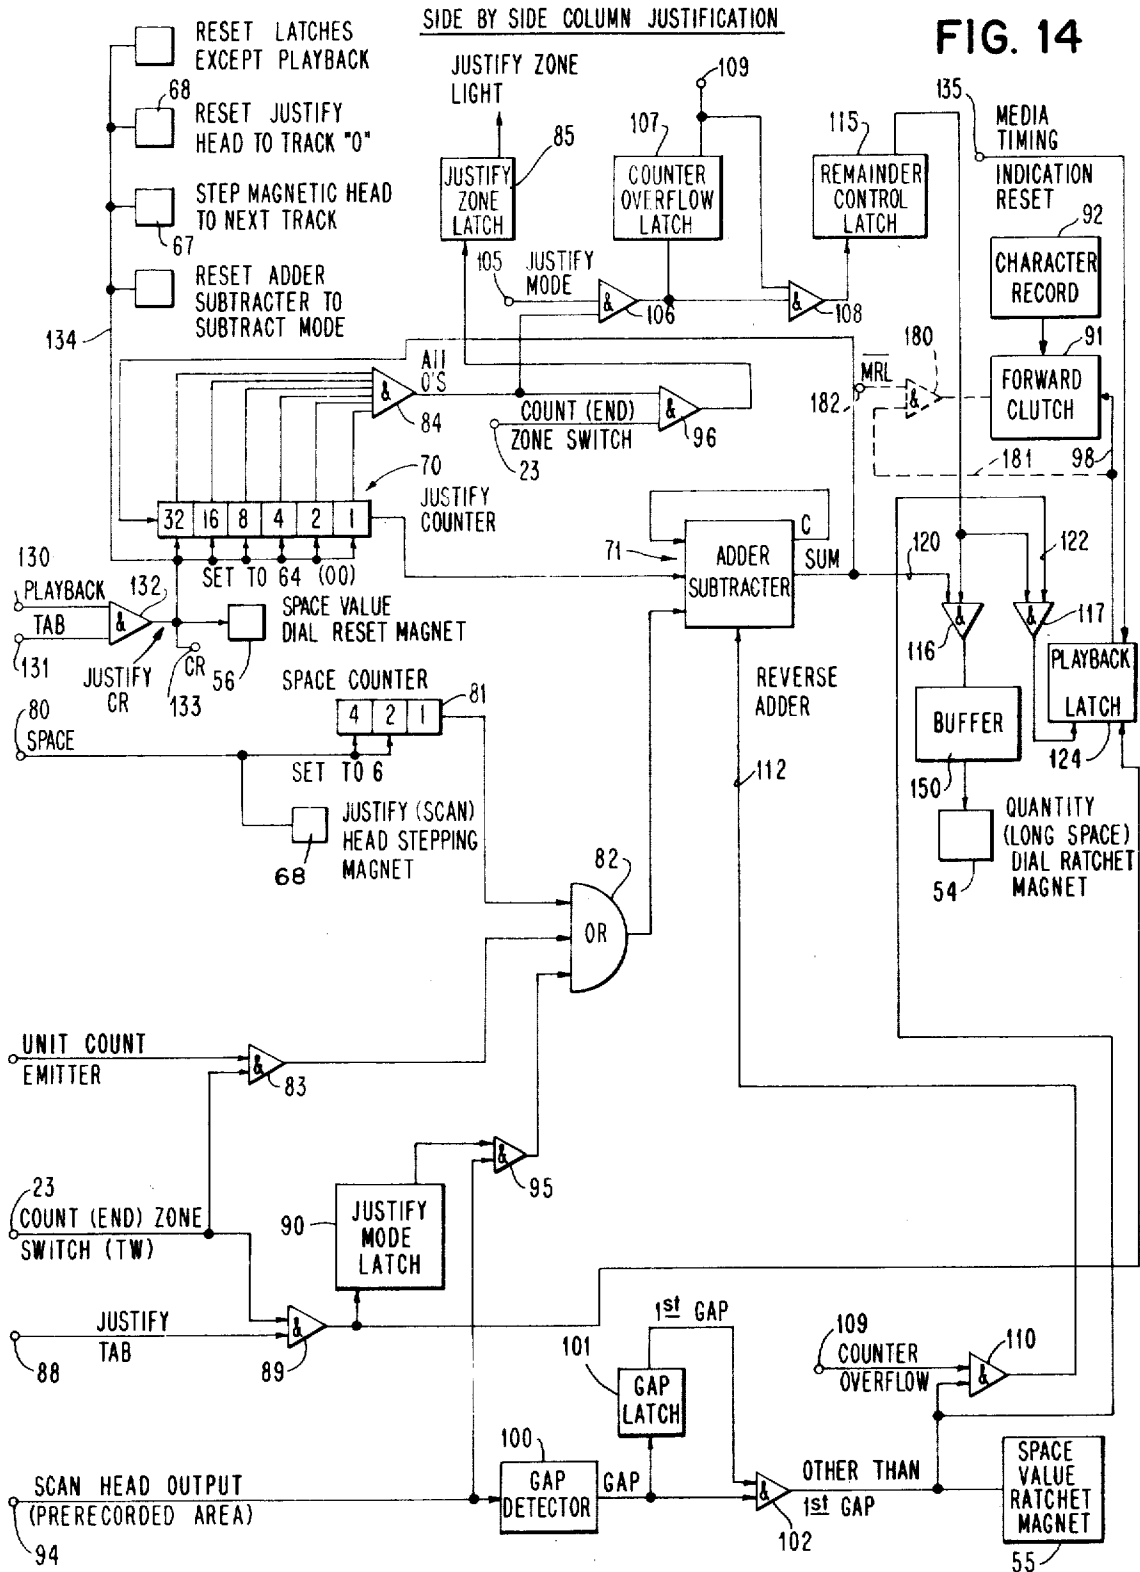 SIDE BY SIDE COLUMN JUSTIFICATION
FIG. 14
RESET LATCHES
EXCEPT PLAYBACK
68
RESET JUSTIFY
HEAD TO TRACK "O"
STEP MAGNETIC HEAD
TO NEXT TRACK
67
RESET ADDER
SUBTRACTER TO
SUBTRACT MODE
134
JUSTIFY ZONE
LIGHT
85
JUSTIFY
ZONE
LATCH
109
107
COUNTER
OVERFLOW
LATCH
115
REMAINDER
CONTROL
LATCH
135
MEDIA
TIMING
INDICATION
RESET
92
CHARACTER
RECORD
105
JUSTIFY
MODE
&
106
&
108
91
FORWARD
CLUTCH
180
MRL
182
&
181
98
All
O'S
&
84
COUNT (END)
ZONE SWITCH
23
&
96
70
JUSTIFY
COUNTER
32 16 8 4 2 1
SET TO 64 (00)
130
PLAYBACK
TAB
131
&
132
JUSTIFY
CR
CR
133
56
SPACE VALUE
DIAL RESET MAGNET
71
ADDER
SUBTRACTER
C
SUM
120
122
&
116
&
117
PLAYBACK
LATCH
124
BUFFER
150
QUANTITY
(LONG SPACE)
DIAL RATCHET
MAGNET
54
REVERSE
ADDER
112
SPACE COUNTER
81
4 2 1
SET TO 6
80
SPACE
JUSTIFY (SCAN)
HEAD STEPPING
MAGNET
68
82
OR
UNIT COUNT
EMITTER
&
83
23
COUNT (END) ZONE
SWITCH (TW)
90
JUSTIFY
MODE
LATCH
&
95
JUSTIFY
TAB
88
&
89
1st GAP
101
GAP
LATCH
109
COUNTER
OVERFLOW
&
110
SCAN HEAD OUTPUT
(PRERECORDED AREA)
94
100
GAP
DETECTOR
GAP
&
102
OTHER THAN
1st GAP
SPACE
VALUE
RATCHET
MAGNET
55